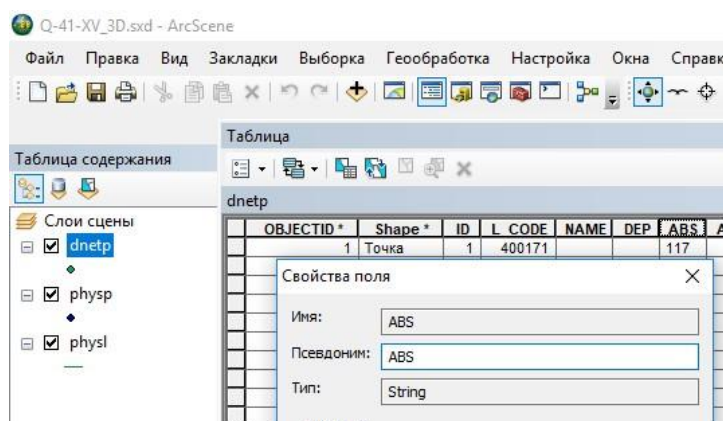 Q-41-XV_3D.sxd - ArcScene
Файл Правка Вид Закладки Выборка Геообработка Настройка Окна Справк
Таблица
Таблица содержания
dnetp
Слои сцены
dnetp
physp
physl
OBJECTID * Shape * ID L_CODE NAME DEP ABS A
1 Точка 1 400171 117
Свойства поля
Имя: ABS
Псевдоним: ABS
Тип: String